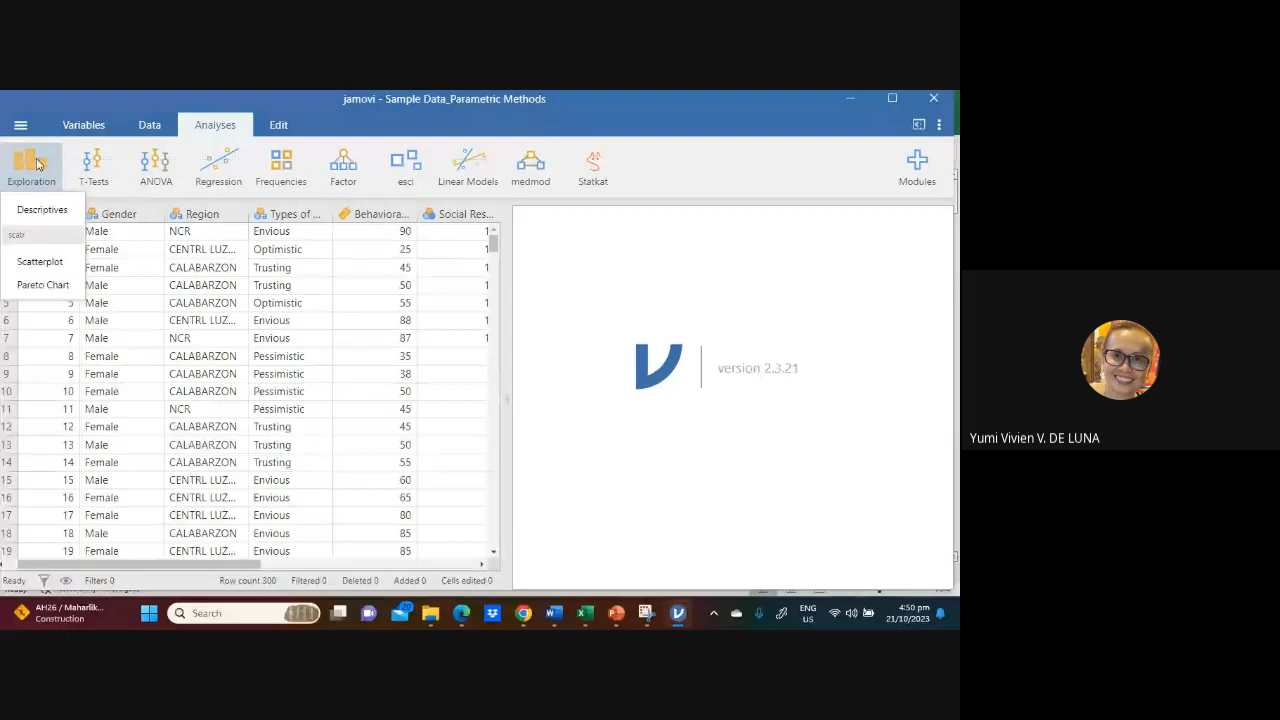 jamovi - Sample Data_Parametric Methods
Variables Data Analyses Edit
Exploration T-Tests ANOVA Regression Frequencies Factor esci Linear Models medmod Statkat Modules
Descriptives
scatr
Scatterplot
Pareto Chart
Gender Region Types of ... Behaviora... Social Res...
Male NCR Envious 90 1
Female CENTRL LUZ... Optimistic 25 1
Female CALABARZON Trusting 45 1
Male CALABARZON Trusting 50 1
5 5 Male CALABARZON Optimistic 55 1
6 6 Male CENTRL LUZ... Envious 88 1
7 7 Male NCR Envious 87 1
8 8 Female CALABARZON Pessimistic 35
9 9 Female CALABARZON Pessimistic 38
10 10 Female CALABARZON Pessimistic 50
11 11 Male NCR Pessimistic 45
12 12 Female CALABARZON Trusting 45
13 13 Male CALABARZON Trusting 50
14 14 Female CALABARZON Trusting 55
15 15 Male CENTRL LUZ... Envious 60
16 16 Female CENTRL LUZ... Envious 65
17 17 Female CENTRL LUZ... Envious 80
18 18 Male CALABARZON Envious 85
19 19 Female CENTRL LUZ... Envious 85
version 2.3.21
Ready Filters 0 Row count 300 Filtered 0 Deleted 0 Added 0 Cells edited 0
AH26 / Maharlik...
Construction
Search
ENG
US
4:50 pm
21/10/2023
Yumi Vivien V. DE LUNA